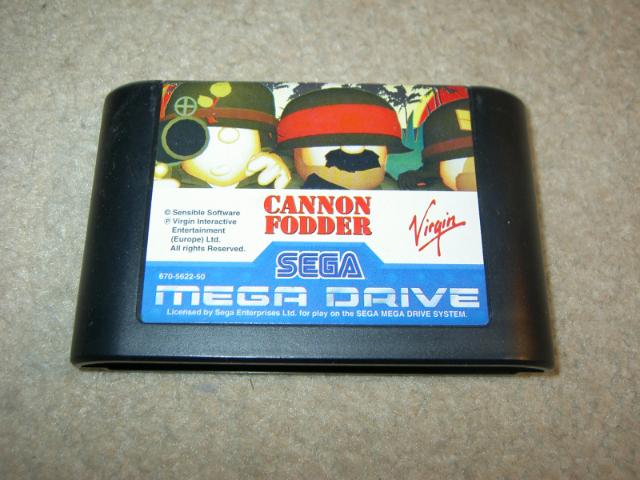 CANNON
FODDER
© Sensible Software
℗ Virgin Interactive
Entertainment
(Europe) Ltd.
All rights Reserved.
Virgin
670-5622-50
SEGA
MEGA DRIVE
Licensed by Sega Enterprises Ltd. for play on the SEGA MEGA DRIVE SYSTEM.